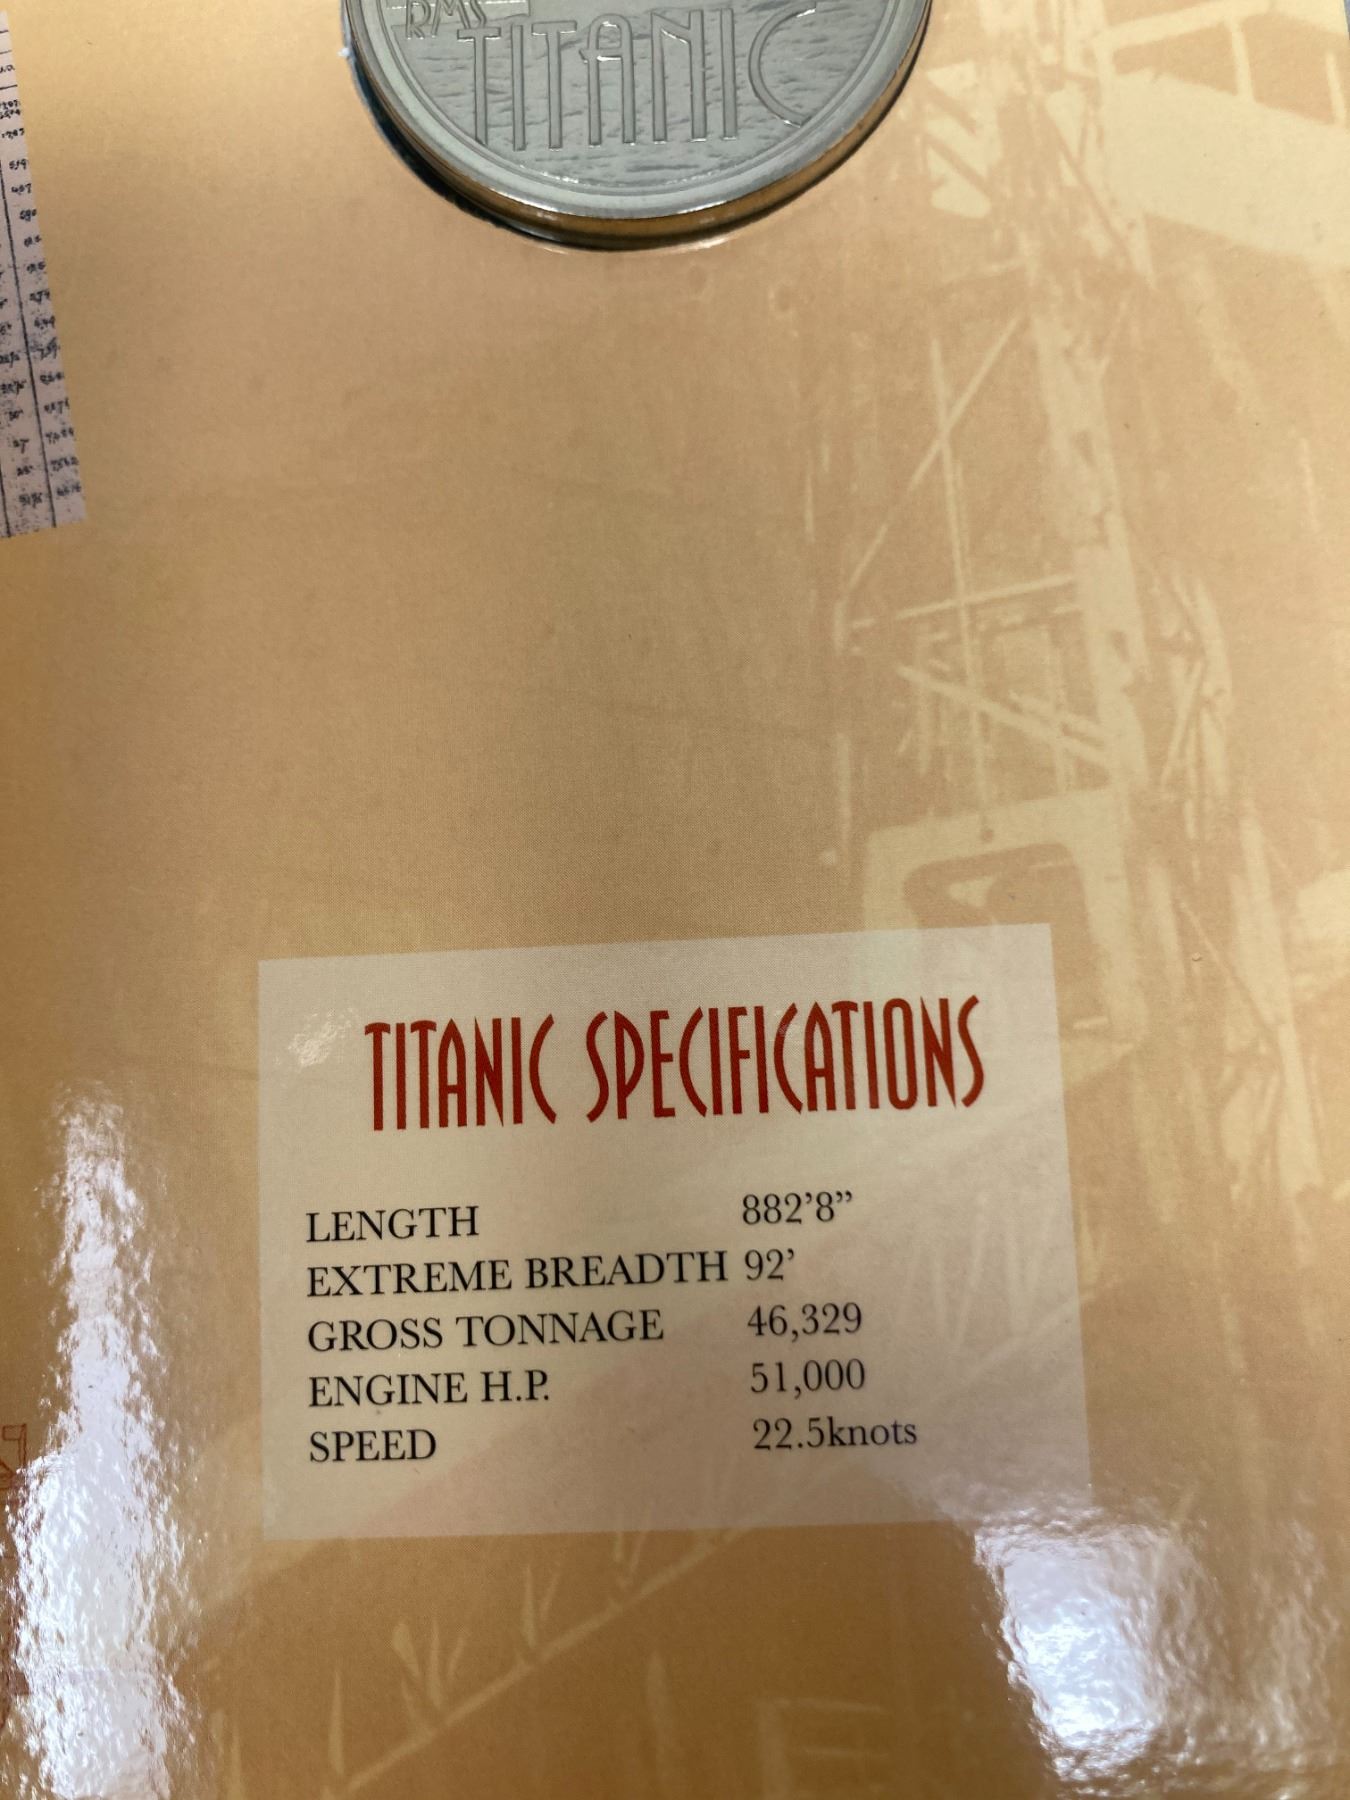 RMS
TITANIC
TITANIC SPECIFICATIONS
LENGTH 882’8”
EXTREME BREADTH 92’
GROSS TONNAGE 46,329
ENGINE H.P. 51,000
SPEED 22.5knots